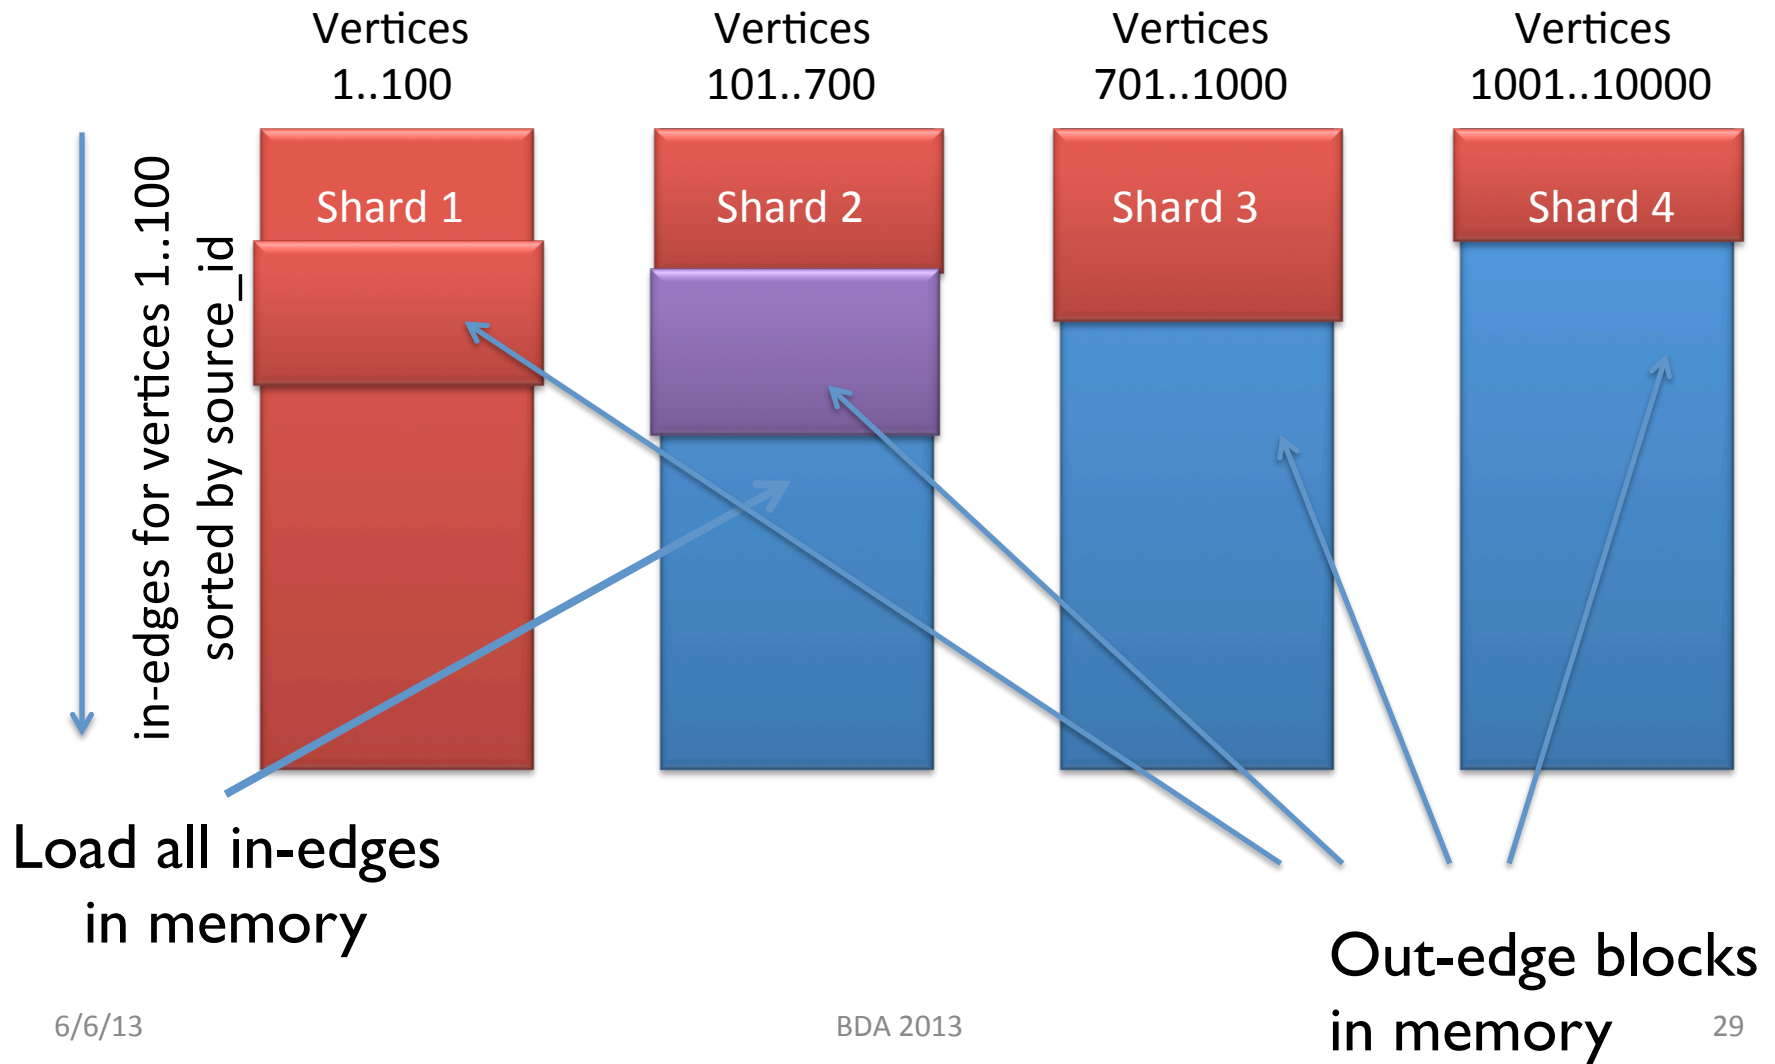 Vertices
1..100
Vertices
101..700
Vertices
701..1000
Vertices
1001..10000
in-edges for vertices 1..100
sorted by source_id
Shard 1
Shard 2
Shard 3
Shard 4
Load all in-edges
in memory
Out-edge blocks
in memory
6/6/13
BDA 2013
29